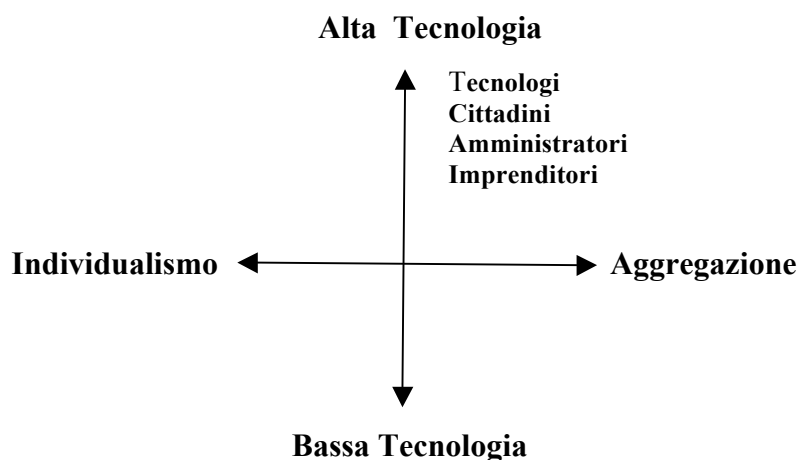 Alta Tecnologia
Tecnologi
Cittadini
Amministratori
Imprenditori
Individualismo
Aggregazione
Bassa Tecnologia